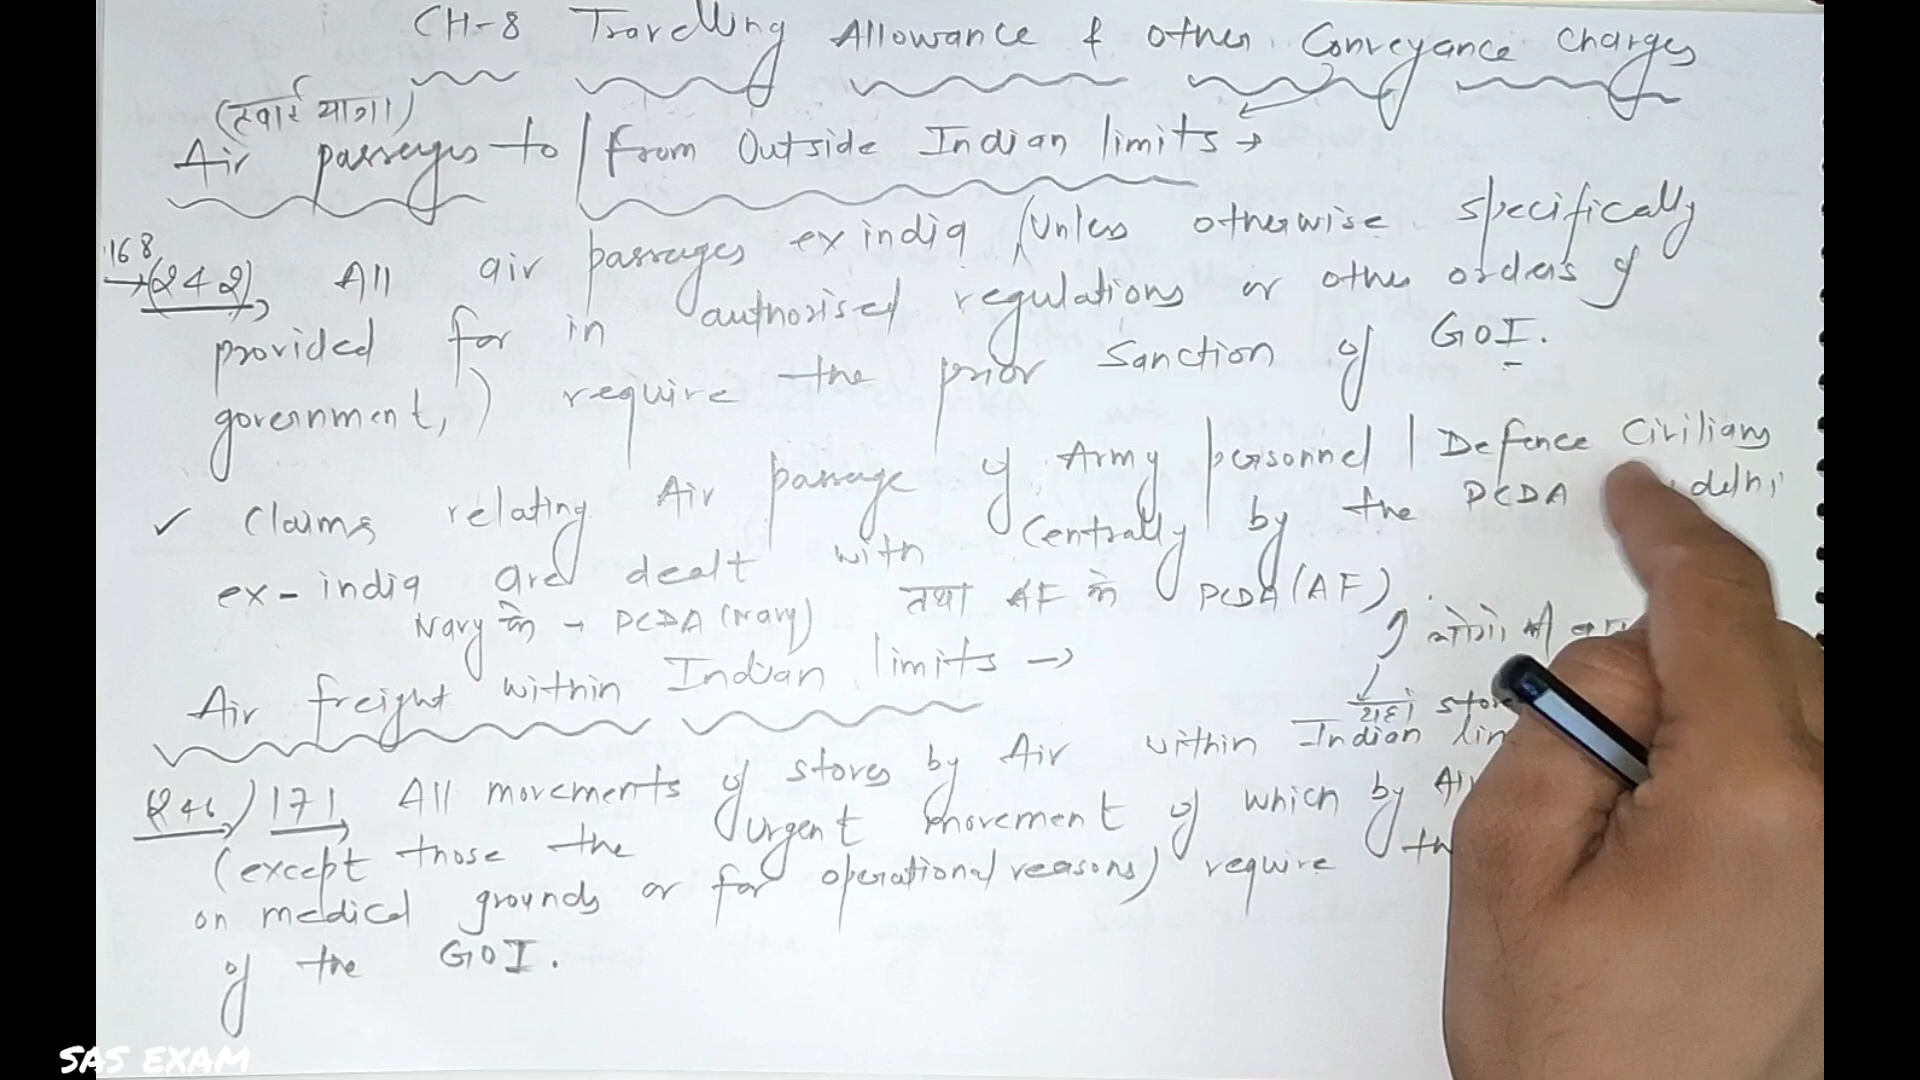 CH-8 Travelling Allowance & other Conveyance charges
(हवाई यात्रा)
Air passages to / from Outside Indian limits →
168
→(242), All air passages ex india (Unless otherwise specifically
provided for in authorised regulations or other orders of
government,) require the prior Sanction of GOI.
✓ Claims relating Air passage of Army personnel / Defence Civilians
ex-india are dealt with Centrally by the PCDA delhi
Navy के → PCDA (Navy) तथा AF के PCDA (AF)
Air freight within Indian limits →
यहां
(246) / 171, All movements of stores by Air within Indian
(except those the urgent movement of which by
on medical grounds or for operational reasons) require
of the GOI.
SAS EXAM